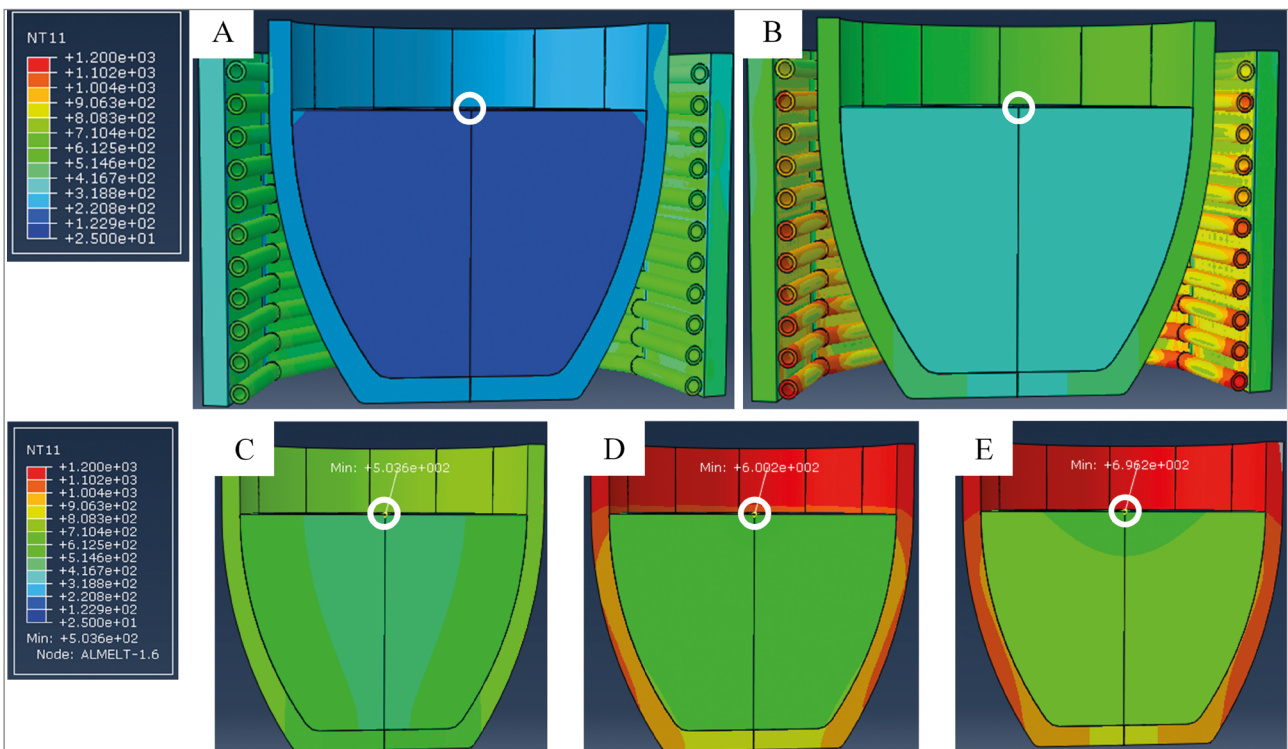 NT11
+1.200e+03
+1.102e+03
+1.004e+03
+9.063e+02
+8.083e+02
+7.104e+02
+6.125e+02
+5.146e+02
+4.167e+02
+3.188e+02
+2.208e+02
+1.229e+02
+2.500e+01
A
B
NT11
+1.200e+03
+1.102e+03
+1.004e+03
+9.063e+02
+8.083e+02
+7.104e+02
+6.125e+02
+5.146e+02
+4.167e+02
+3.188e+02
+2.208e+02
+1.229e+02
+2.500e+01
Min: +5.036e+02
Node: ALMELT-1.6
C
Min: +5.036e+002
D
Min: +6.002e+002
E
Min: +6.962e+002